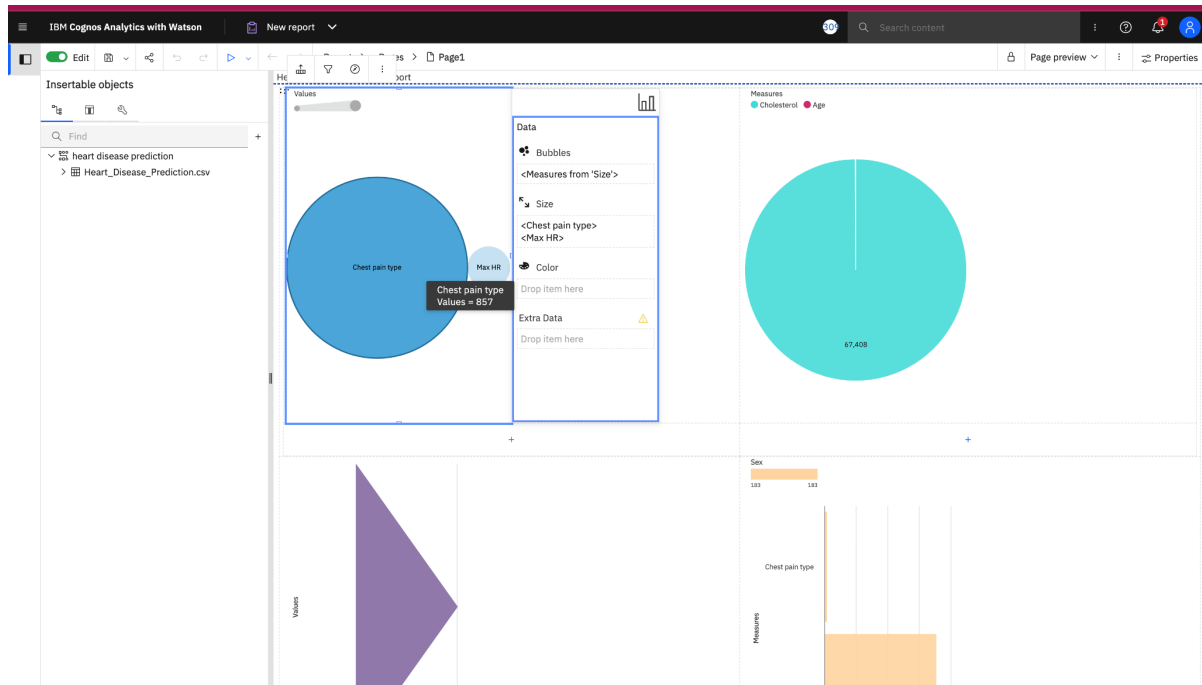 IBM Cognos Analytics with Watson
New report
Search content
1
Edit
Page1
Page preview
Properties
Insertable objects
Find
heart disease prediction
Heart_Disease_Prediction.csv
Values
Chest pain type
Max HR
Chest pain type
Values = 857
Data
Bubbles
<Measures from 'Size'>
Size
<Chest pain type>
<Max HR>
Color
Drop item here
Extra Data
Drop item here
Measures
Cholesterol
Age
67,408
Values
Sex
183 183
Chest pain type
Measures